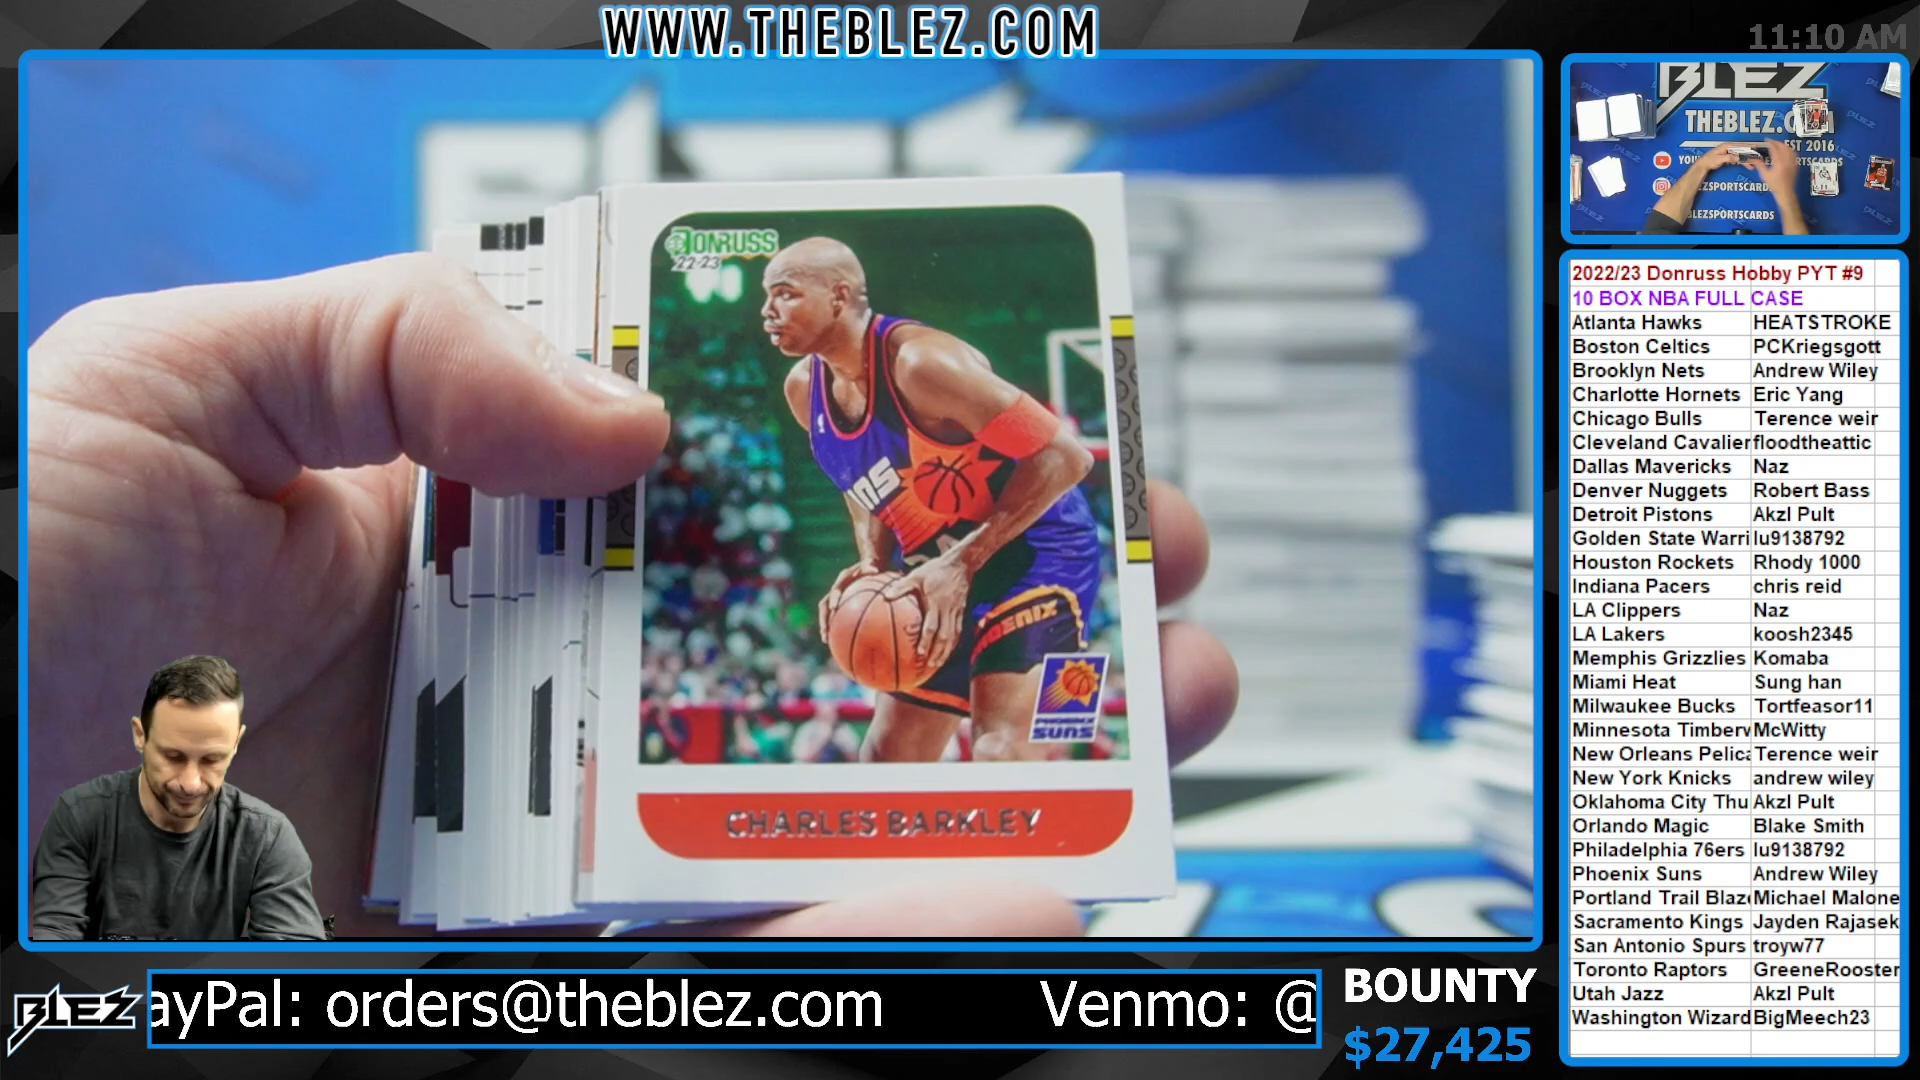 WWW.THEBLEZ.COM
11:10 AM
BLEZ
THEBLEZ.COM
EST 2016
BLEZSPORTSCARDS
DONRUSS
22-23
PHOENIX
PHOENIX
SUNS
CHARLES BARKLEY
2022/23 Donruss Hobby PYT #9
10 BOX NBA FULL CASE
Atlanta Hawks HEATSTROKE
Boston Celtics PCKriegsgott
Brooklyn Nets Andrew Wiley
Charlotte Hornets Eric Yang
Chicago Bulls Terence weir
Cleveland Cavalier floodtheattic
Dallas Mavericks Naz
Denver Nuggets Robert Bass
Detroit Pistons Akzl Pult
Golden State Warri lu9138792
Houston Rockets Rhody 1000
Indiana Pacers chris reid
LA Clippers Naz
LA Lakers koosh2345
Memphis Grizzlies Komaba
Miami Heat Sung han
Milwaukee Bucks Tortfeasor11
Minnesota Timberv McWitty
New Orleans Pelica Terence weir
New York Knicks andrew wiley
Oklahoma City Thu Akzl Pult
Orlando Magic Blake Smith
Philadelphia 76ers lu9138792
Phoenix Suns Andrew Wiley
Portland Trail Blaze Michael Malone
Sacramento Kings Jayden Rajasek
San Antonio Spurs troyw77
Toronto Raptors GreeneRooster
Utah Jazz Akzl Pult
Washington Wizard BigMeech23
BLEZ
ayPal: orders@theblez.com Venmo: @
BOUNTY
$27,425